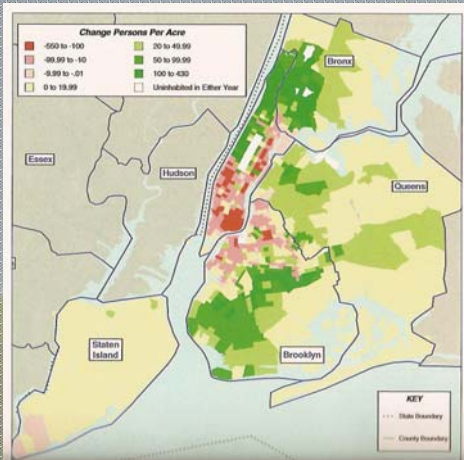 Change Persons Per Acre
-550 to -100
-99.99 to -10
-9.99 to -.01
0 to 19.99
20 to 49.99
50 to 99.99
100 to 430
Uninhabited in Either Year
Bronx
Essex
Hudson
Queens
Staten
Island
Brooklyn
KEY
State Boundary
County Boundary